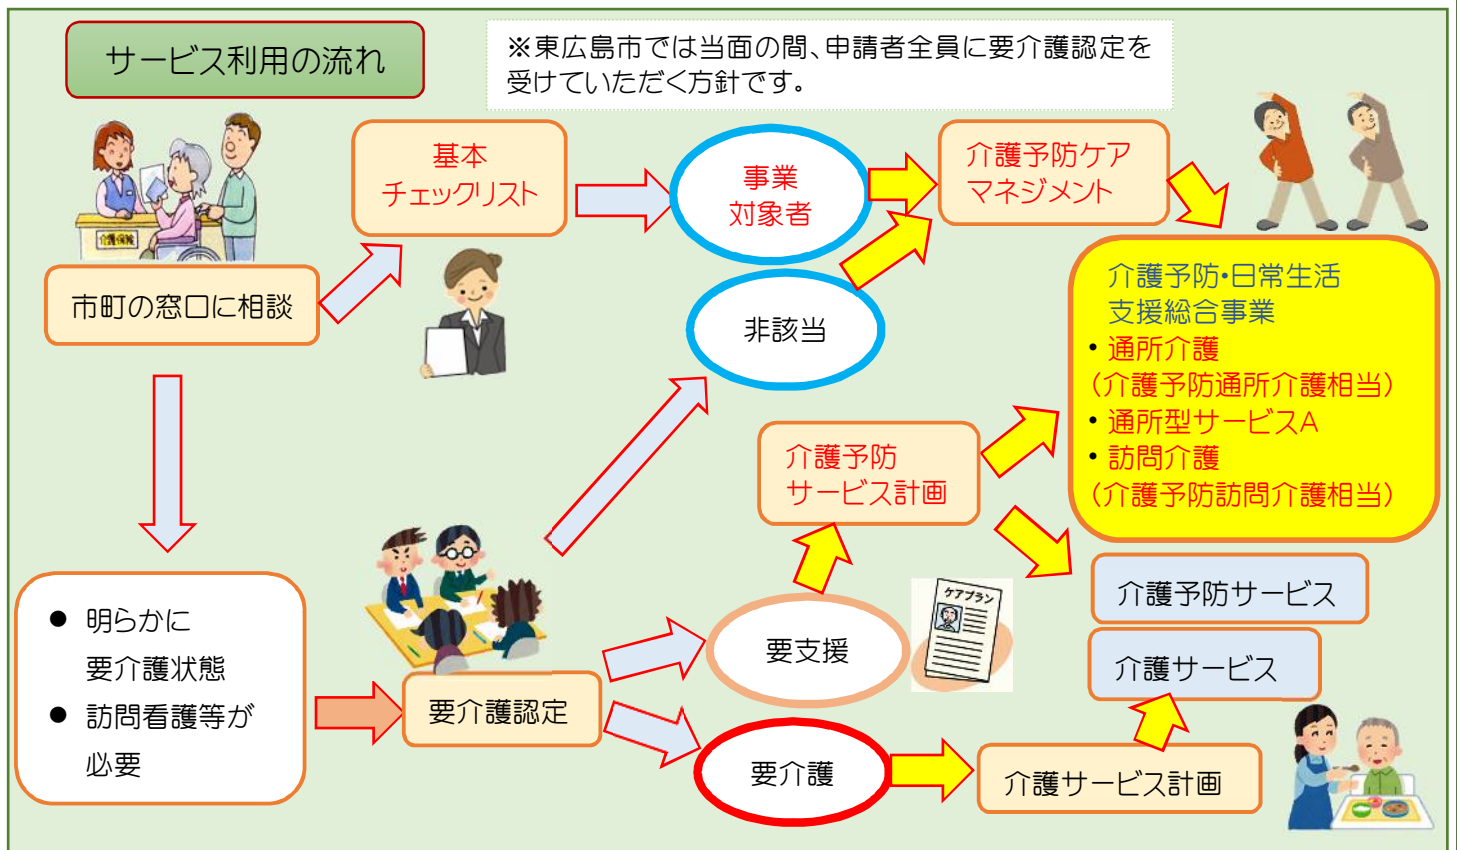 サービス利用の流れ
※東広島市では当面の間、申請者全員に要介護認定を
受けていただく方針です。
介護保険
市町の窓口に相談
基本
チェックリスト
事業
対象者
非該当
介護予防ケア
マネジメント
介護予防・日常生活
支援総合事業
・通所介護
(介護予防通所介護相当)
・通所型サービスA
・訪問介護
(介護予防訪問介護相当)
介護予防
サービス計画
介護予防サービス
介護サービス
● 明らかに
要介護状態
● 訪問看護等が
必要
要介護認定
要支援
ケアプラン
要介護
介護サービス計画